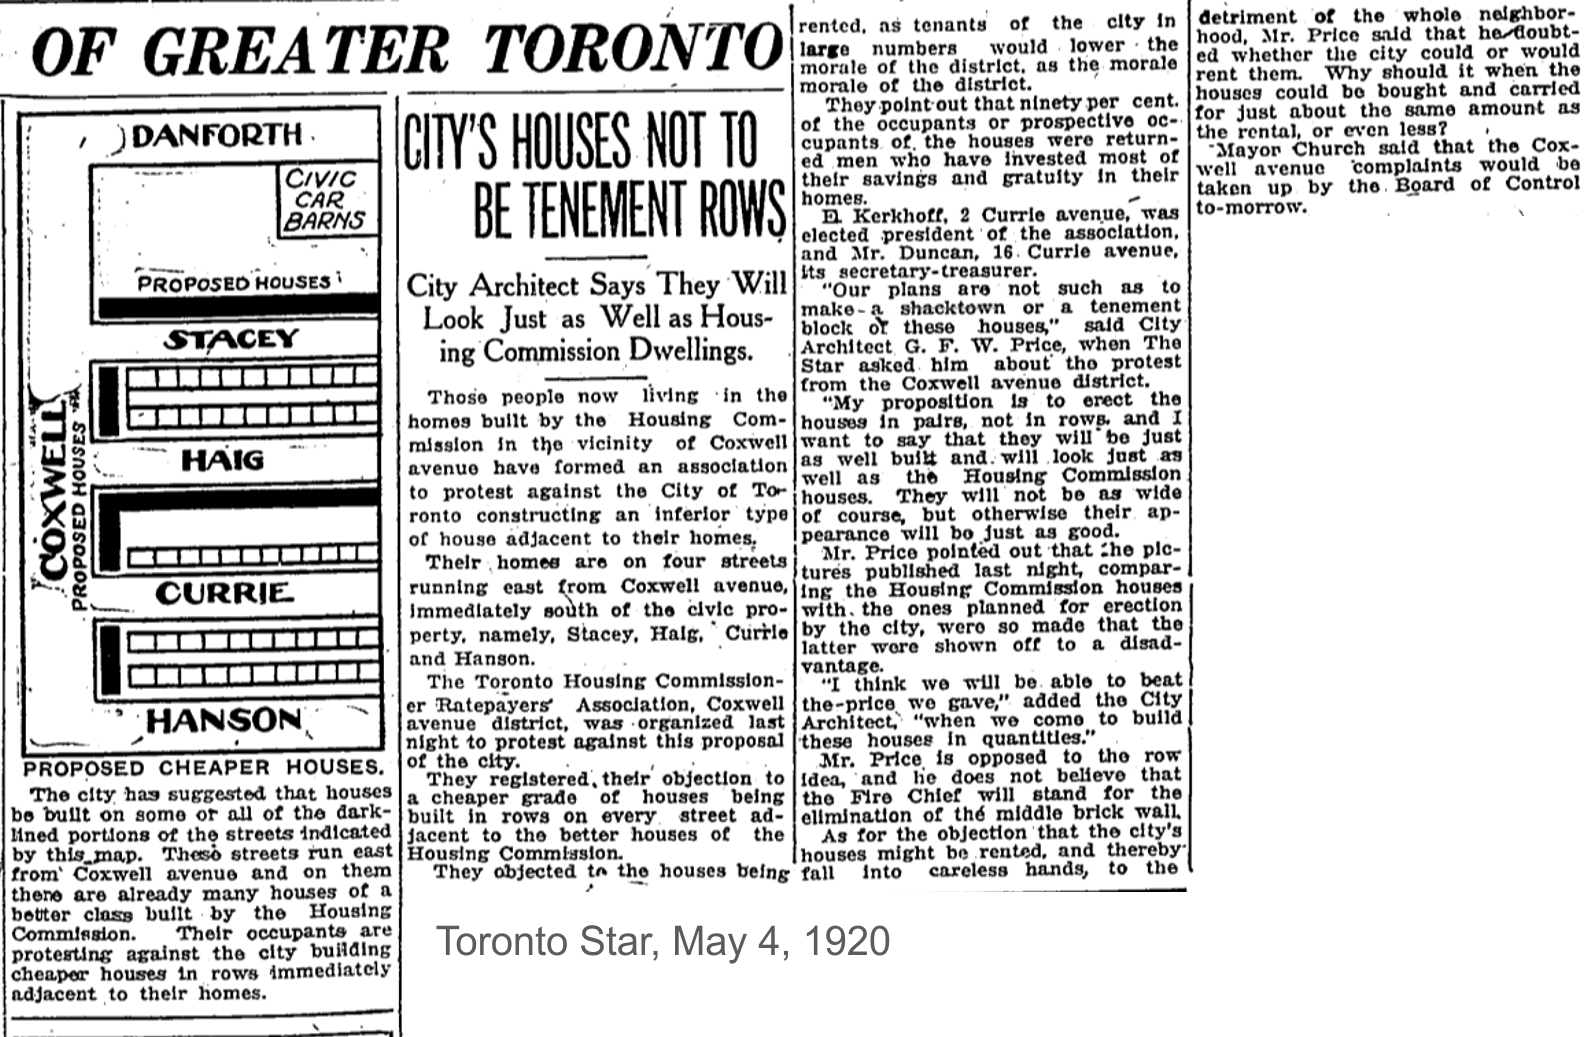 OF GREATER TORONTO
DANFORTH
CIVIC
CAR
BARNS
PROPOSED HOUSES
STACEY
HAIG
COXWELL
PROPOSED HOUSES
CURRIE
HANSON
PROPOSED CHEAPER HOUSES.
The city has suggested that houses
be built on some or all of the dark-
lined portions of the streets indicated
by this map. These streets run east
from Coxwell avenue and on them
there are already many houses of a
better class built by the Housing
Commission. Their occupants are
protesting against the city building
cheaper houses in rows immediately
adjacent to their homes.
CITY'S HOUSES NOT TO
BE TENEMENT ROWS
City Architect Says They Will
Look Just as Well as Hous-
ing Commission Dwellings.
Those people now living in the
homes built by the Housing Com-
mission in the vicinity of Coxwell
avenue have formed an association
to protest against the City of To-
ronto constructing an inferior type
of house adjacent to their homes.
Their homes are on four streets
running east from Coxwell avenue,
immediately south of the civic pro-
perty, namely, Stacey, Haig, Currie
and Hanson.
The Toronto Housing Commission-
er Ratepayers' Association, Coxwell
avenue district, was organized last
night to protest against this proposal
of the city.
They registered their objection to
a cheaper grade of houses being
built in rows on every street ad-
jacent to the better houses of the
Housing Commission.
They objected to the houses being
rented, as tenants of the city in
large numbers would lower the
morale of the district, as the morale
morale of the district.
They point out that ninety per cent.
of the occupants or prospective oc-
cupants of the houses were return-
ed men who have invested most of
their savings and gratuity in their
homes.
E. Kerkhoff, 2 Currie avenue, was
elected president of the association,
and Mr. Duncan, 16 Currie avenue,
its secretary-treasurer.
"Our plans are not such as to
make a shacktown or a tenement
block of these houses," said City
Architect G. F. W. Price, when The
Star asked him about the protest
from the Coxwell avenue district.
"My proposition is to erect the
houses in pairs, not in rows, and I
want to say that they will be just
as well built and will look just as
well as the Housing Commission
houses. They will not be as wide
of course, but otherwise their ap-
pearance will be just as good.
Mr. Price pointed out that the pic-
tures published last night, compar-
ing the Housing Commission houses
with the ones planned for erection
by the city, were so made that the
latter were shown off to a disad-
vantage.
"I think we will be able to beat
the price we gave," added the City
Architect, "when we come to build
these houses in quantities."
Mr. Price is opposed to the row
idea, and he does not believe that
the Fire Chief will stand for the
elimination of the middle brick wall.
As for the objection that the city's
houses might be rented, and thereby
fall into careless hands, to the
detriment of the whole neighbor-
hood, Mr. Price said that he doubt-
ed whether the city could or would
rent them. Why should it when the
houses could be bought and carried
for just about the same amount as
the rental, or even less?
Mayor Church said that the Cox-
well avenue complaints would be
taken up by the Board of Control
to-morrow.
Toronto Star, May 4, 1920